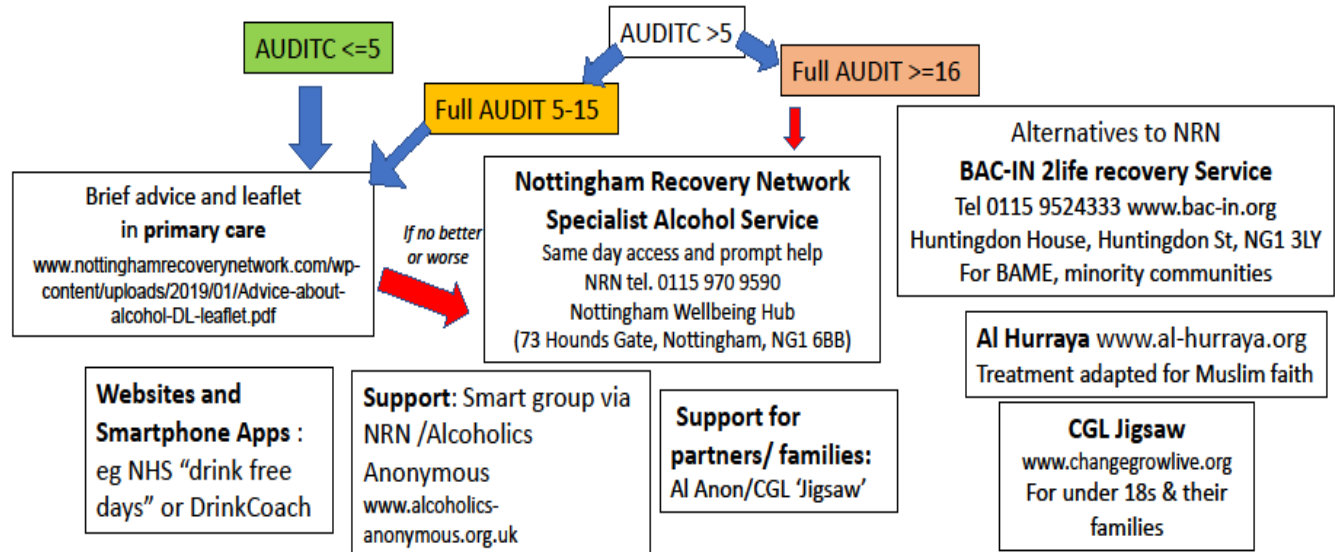 AUDITC <=5
AUDITC >5
Full AUDIT >=16
Full AUDIT 5-15
Brief advice and leaflet
in primary care
www.nottinghamrecoverynetwork.com/wp-
content/uploads/2019/01/Advice-about-
alcohol-DL-leaflet.pdf
If no better
or worse
Nottingham Recovery Network
Specialist Alcohol Service
Same day access and prompt help
NRN tel. 0115 970 9590
Nottingham Wellbeing Hub
(73 Hounds Gate, Nottingham, NG1 6BB)
Alternatives to NRN
BAC-IN 2life recovery Service
Tel 0115 9524333 www.bac-in.org
Huntingdon House, Huntingdon St, NG1 3LY
For BAME, minority communities
Al Hurraya www.al-hurraya.org
Treatment adapted for Muslim faith
CGL Jigsaw
www.changegrowlive.org
For under 18s & their
families
Websites and
Smartphone Apps :
eg NHS “drink free
days” or DrinkCoach
Support: Smart group via
NRN /Alcoholics
Anonymous
www.alcoholics-
anonymous.org.uk
Support for
partners/ families:
Al Anon/CGL ‘Jigsaw’